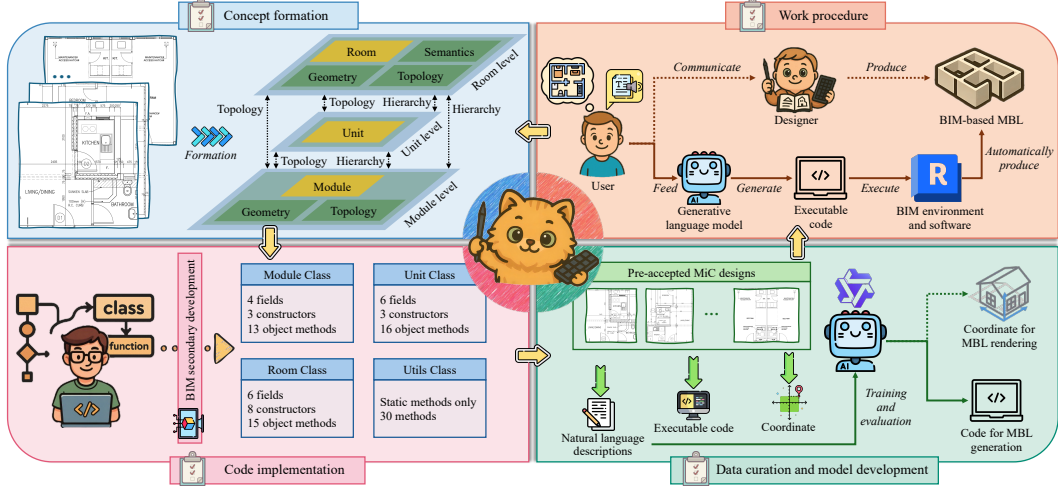 Concept formation
KITCHEN
LIVING/DINING
BATHROOM
Formation
Room
Semantics
Geometry
Topology
Room level
Topology
Topology
Hierarchy
Hierarchy
Unit
Unit level
Topology
Hierarchy
Module
Geometry
Topology
Module level
Work procedure
Communicate
Produce
User
Designer
BIM-based MBL
Automatically
produce
Feed
AI
Generate
</>
Execute
R
Generative
language model
Executable
code
BIM environment
and software
class
function
</>
BIM secondary development
Module Class
4 fields
3 constructors
13 object methods
Unit Class
6 fields
3 constructors
16 object methods
Room Class
6 fields
8 constructors
15 object methods
Utils Class
Static methods only
30 methods
Code implementation
Pre-accepted MiC designs
...
AI
Natural language
descriptions
</>
Executable code
Coordinate
Training
and
evaluation
Coordinate for
MBL rendering
</>
Code for MBL
generation
Data curation and model development